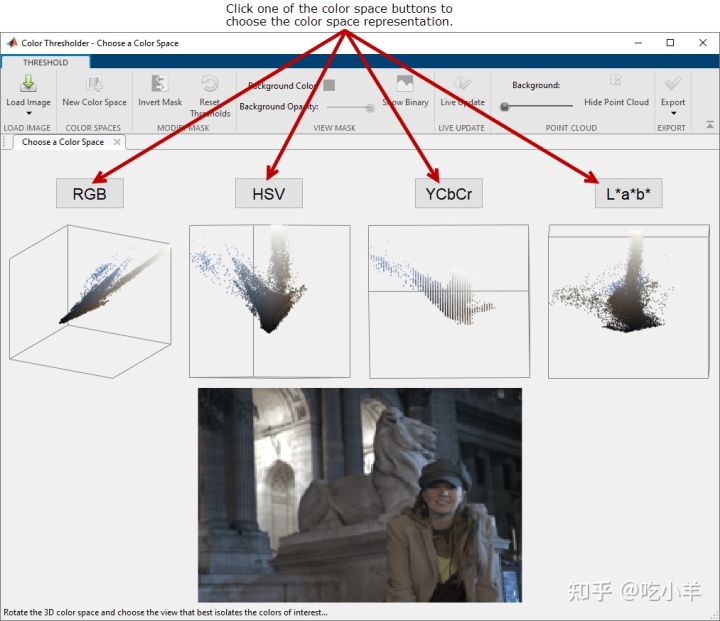 Click one of the color space buttons to
choose the color space representation.
Color Thresholder - Choose a Color Space
THRESHOLD
Load Image
New Color Space
Invert Mask
Reset
Thresholds
Background Color
Background Opacity:
Show Binary
Live Update
Background:
Hide Point Cloud
Export
LOAD IMAGE
COLOR SPACES
MODIFY MASK
VIEW MASK
LIVE UPDATE
POINT CLOUD
EXPORT
Choose a Color Space
RGB
HSV
YCbCr
L*a*b*
Rotate the 3D color space and choose the view that best isolates the colors of interest...
知乎 @吃小羊